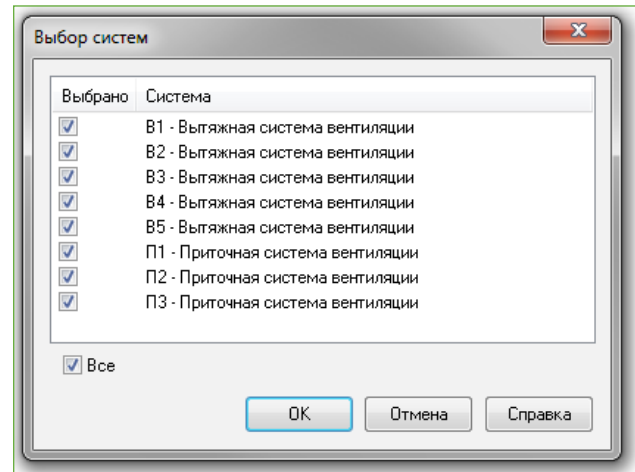 Выбор систем
Выбрано Система
В1 - Вытяжная система вентиляции
В2 - Вытяжная система вентиляции
В3 - Вытяжная система вентиляции
В4 - Вытяжная система вентиляции
В5 - Вытяжная система вентиляции
П1 - Приточная система вентиляции
П2 - Приточная система вентиляции
П3 - Приточная система вентиляции
Все
ОК Отмена Справка